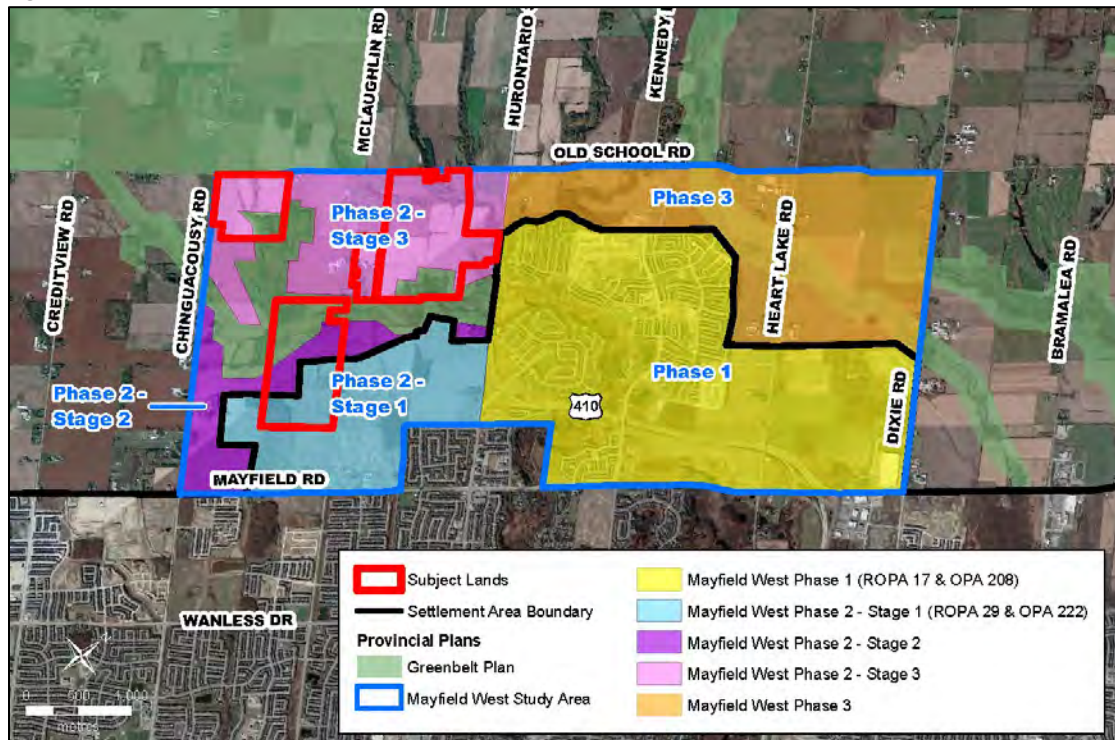 MCLAUGHLIN RD
HURONTARIO ST
KENNEDY
OLD SCHOOL RD
CREDITVIEW RD
CHINGUACOUSY RD
Phase 2 -
Stage 3
Phase 3
HEART LAKE RD
BRAMALEA RD
Phase 2 -
Stage 2
Phase 2 -
Stage 1
Phase 1
410
DIXIE RD
MAYFIELD RD
WANLESS DR
Subject Lands
Settlement Area Boundary
Provincial Plans
Greenbelt Plan
Mayfield West Study Area
Mayfield West Phase 1 (ROPA 17 & OPA 208)
Mayfield West Phase 2 - Stage 1 (ROPA 29 & OPA 222)
Mayfield West Phase 2 - Stage 2
Mayfield West Phase 2 - Stage 3
Mayfield West Phase 3
0 500 1,000
metres